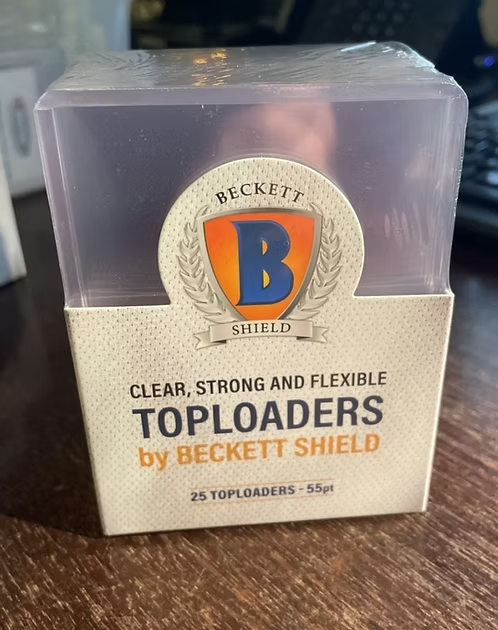 BECKETT
B
SHIELD
CLEAR, STRONG AND FLEXIBLE
TOPLOADERS
by BECKETT SHIELD
25 TOPLOADERS - 55pt